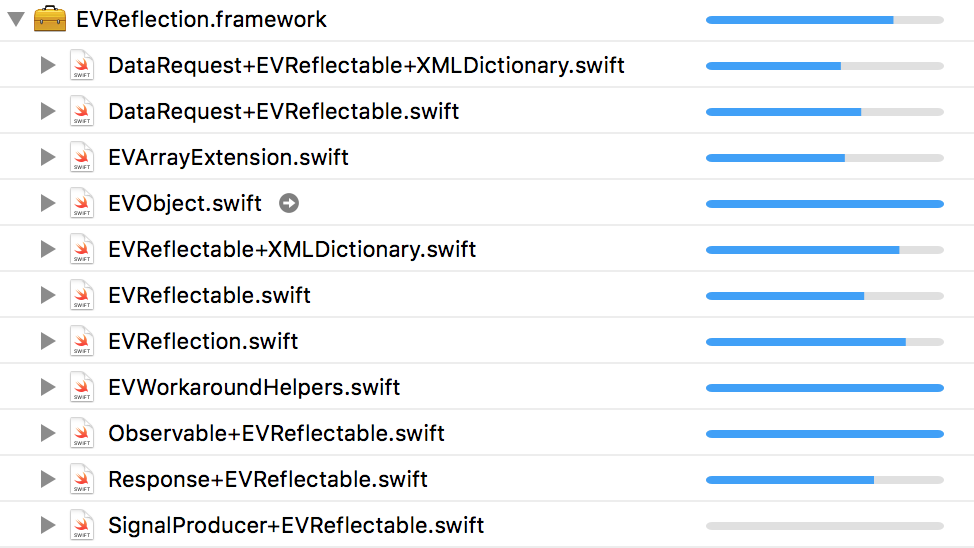 EVReflection.framework
DataRequest+EVReflectable+XMLDictionary.swift
SWIFT
DataRequest+EVReflectable.swift
SWIFT
EVArrayExtension.swift
SWIFT
EVObject.swift
SWIFT
EVReflectable+XMLDictionary.swift
SWIFT
EVReflectable.swift
SWIFT
EVReflection.swift
SWIFT
EVWorkaroundHelpers.swift
SWIFT
Observable+EVReflectable.swift
SWIFT
Response+EVReflectable.swift
SWIFT
SignalProducer+EVReflectable.swift
SWIFT